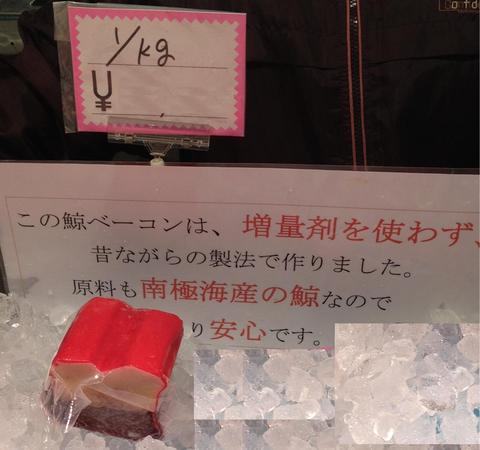 1/kg
¥
この鯨ベーコンは、増量剤を使わず、
昔ながらの製法で作りました。
原料も南極海産の鯨なので
り安心です。